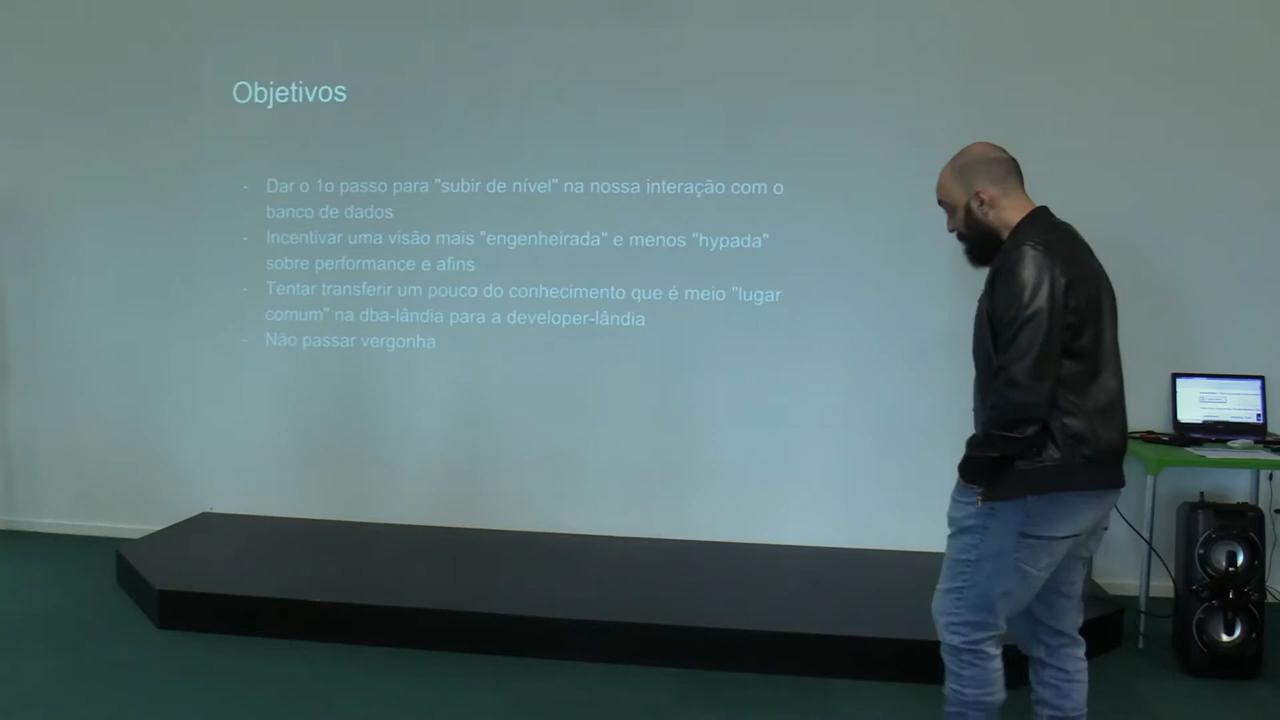 Objetivos
- Dar o 1o passo para "subir de nível" na nossa interação com o
banco de dados
- Incentivar uma visão mais "engenheirada" e menos "hypada"
sobre performance e afins
- Tentar transferir um pouco do conhecimento que é meio "lugar
comum" na dba-lândia para a developer-lândia
- Não passar vergonha